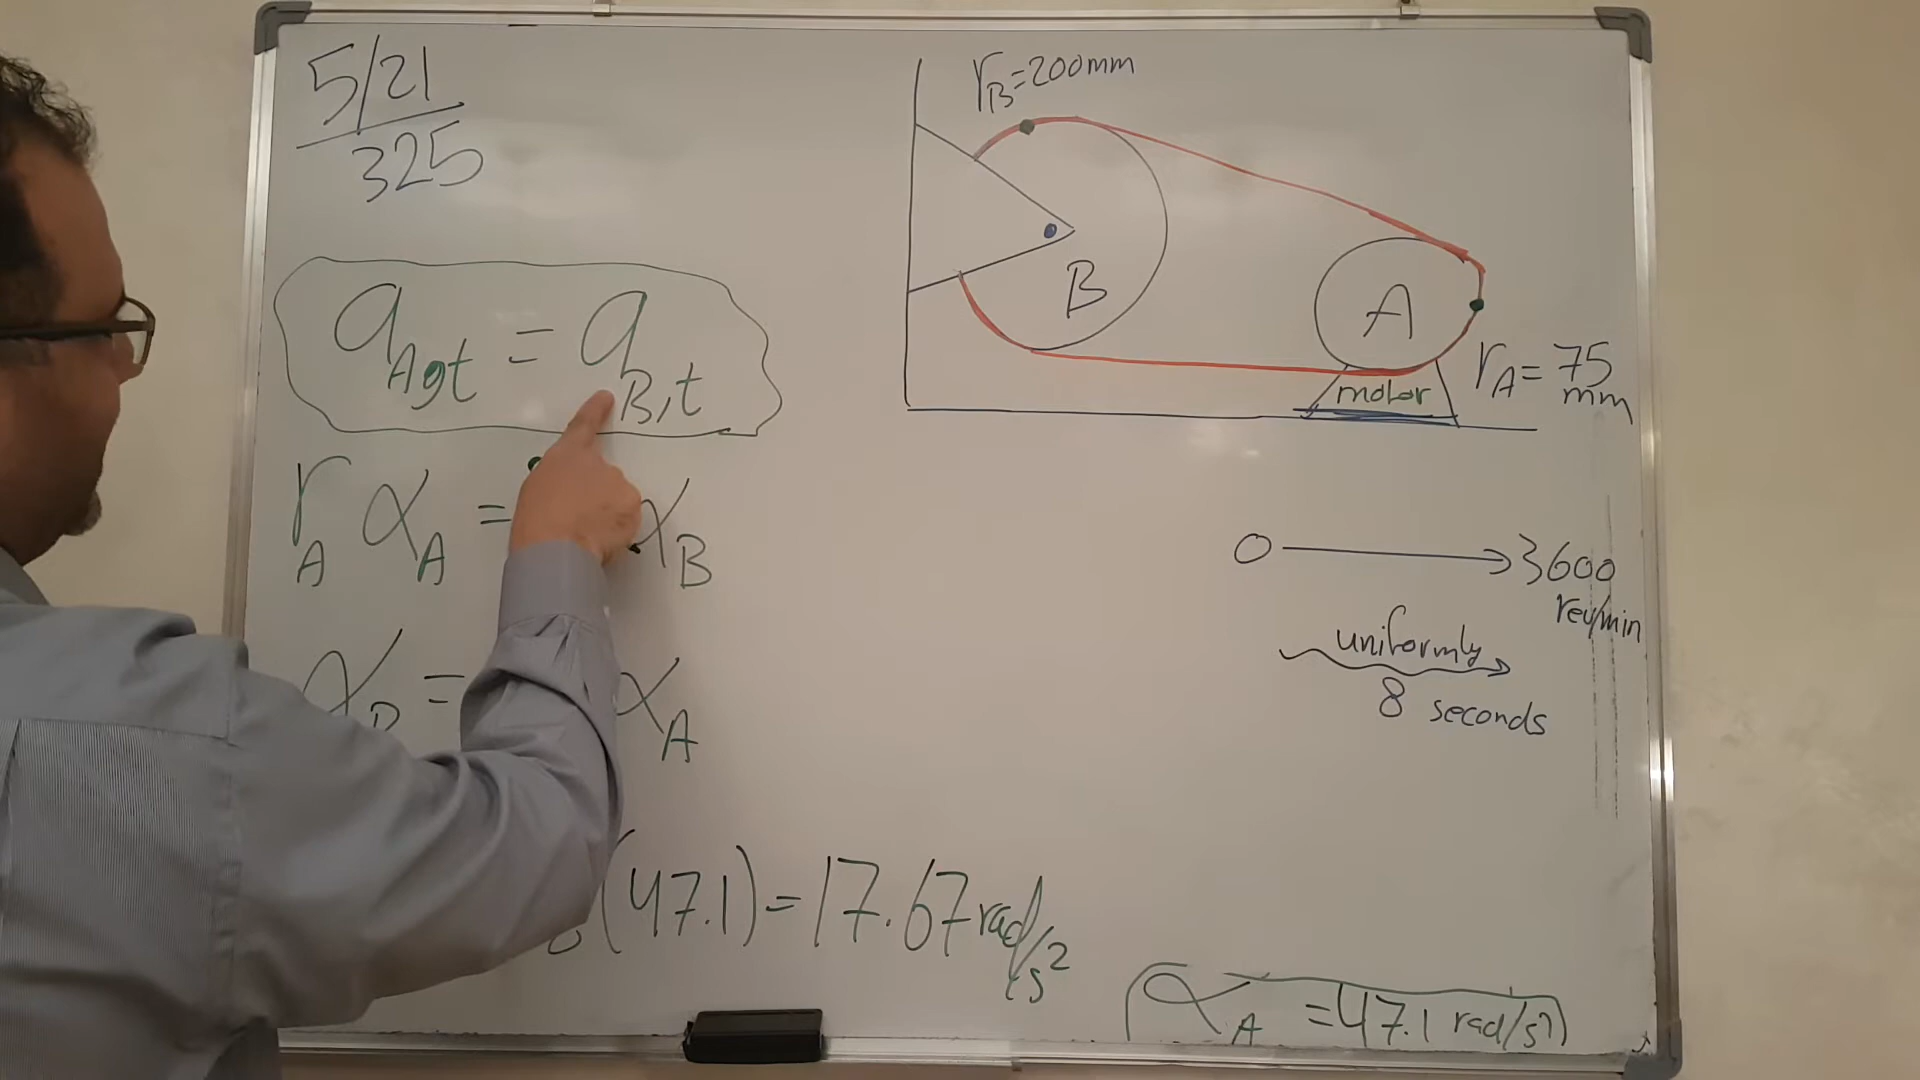 5/21
325
a_A,t = a_B,t
r_A α_A = α_B
α_B = α_A
(47.1) = 17.67 rad/s²
r_B = 200mm
B
A
motor
r_A = 75
mm
0 → 3600
rev/min
uniformly
8 seconds
α_A = 47.1 rad/s²